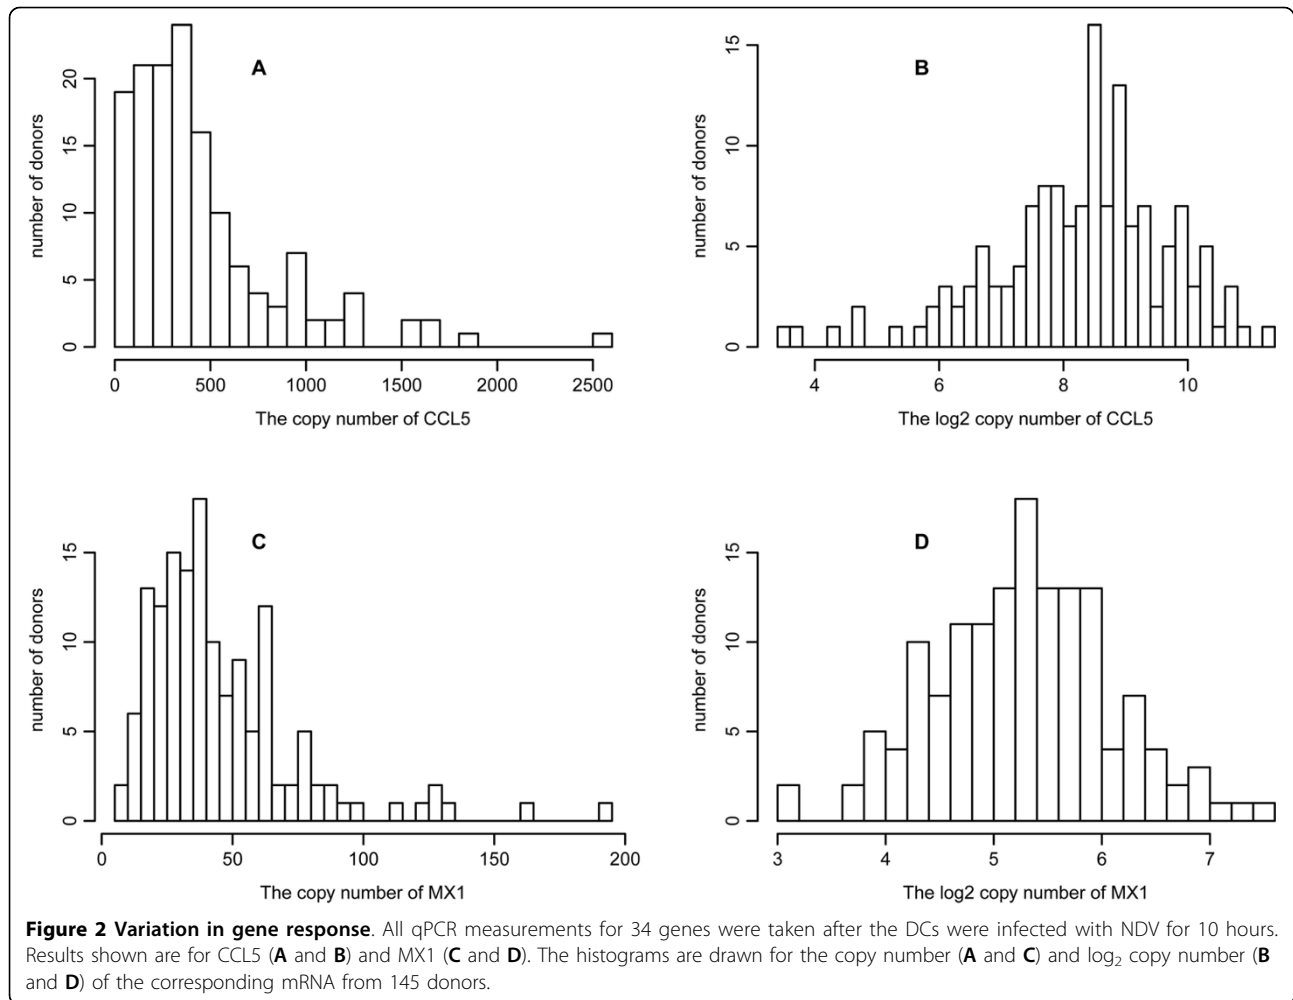 A
number of donors
20
15
10
5
0
0 500 1000 1500 2000 2500
The copy number of CCL5
B
number of donors
15
10
5
0
4 6 8 10
The log2 copy number of CCL5
C
number of donors
15
10
5
0
0 50 100 150 200
The copy number of MX1
D
number of donors
15
10
5
0
3 4 5 6 7
The log2 copy number of MX1
Figure 2 Variation in gene response. All qPCR measurements for 34 genes were taken after the DCs were infected with NDV for 10 hours.
Results shown are for CCL5 (A and B) and MX1 (C and D). The histograms are drawn for the copy number (A and C) and log₂ copy number (B
and D) of the corresponding mRNA from 145 donors.